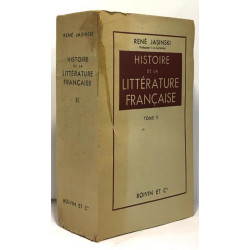 RENÉ JASINSKI
HISTOIRE
DE LA
LITTÉRATURE
FRANÇAISE
TOME II
BOIVIN ET Cie
RENÉ JASINSKI
HISTOIRE
DE LA
LITTÉRATURE
FRANÇAISE
II
BOIVIN ET Cie